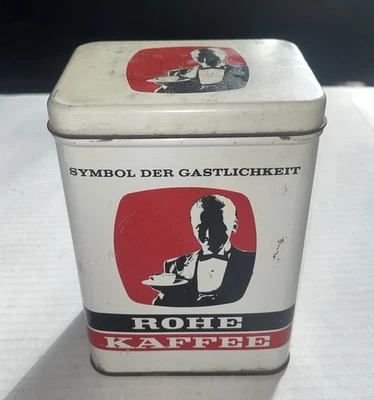 SYMBOL DER GASTLICHKEIT
ROHE
KAFFEE